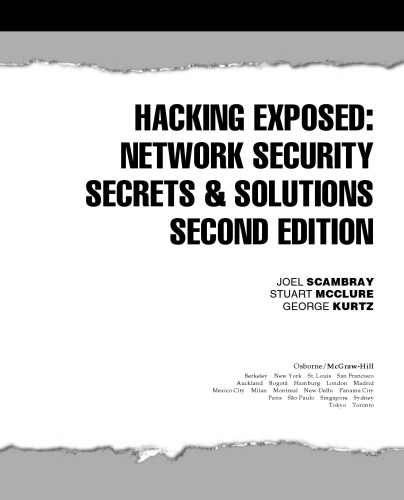 HACKING EXPOSED:
NETWORK SECURITY
SECRETS & SOLUTIONS
SECOND EDITION
JOEL SCAMBRAY
STUART MCCLURE
GEORGE KURTZ
Osborne/McGraw-Hill
Berkeley New York St. Louis San Francisco
Auckland Bogotá Hamburg London Madrid
Mexico City Milan Montreal New Delhi Panama City
Paris São Paulo Singapore Sydney
Tokyo Toronto